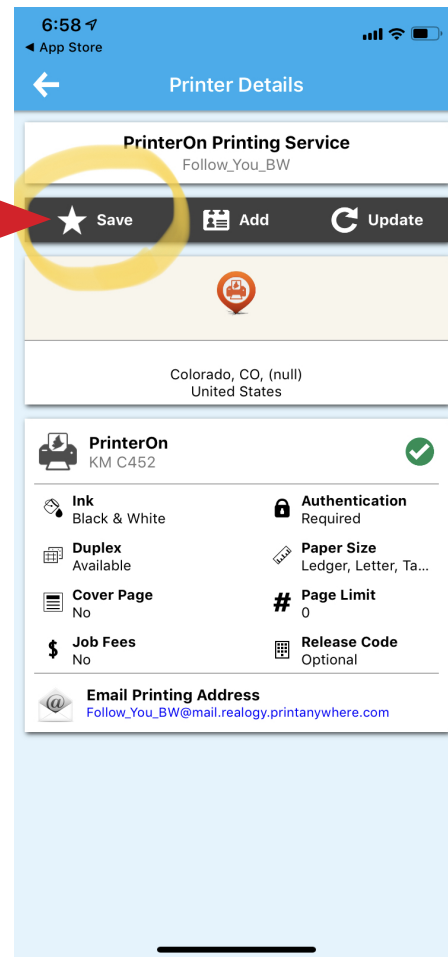 6:58
◀ App Store
Printer Details
PrinterOn Printing Service
Follow_You_BW
Save
Add
Update
Colorado, CO, (null)
United States
PrinterOn
KM C452
Ink
Black & White
Authentication
Required
Duplex
Available
Paper Size
Ledger, Letter, Ta...
Cover Page
No
# Page Limit
0
$ Job Fees
No
Release Code
Optional
@ Email Printing Address
Follow_You_BW@mail.realogy.printanywhere.com